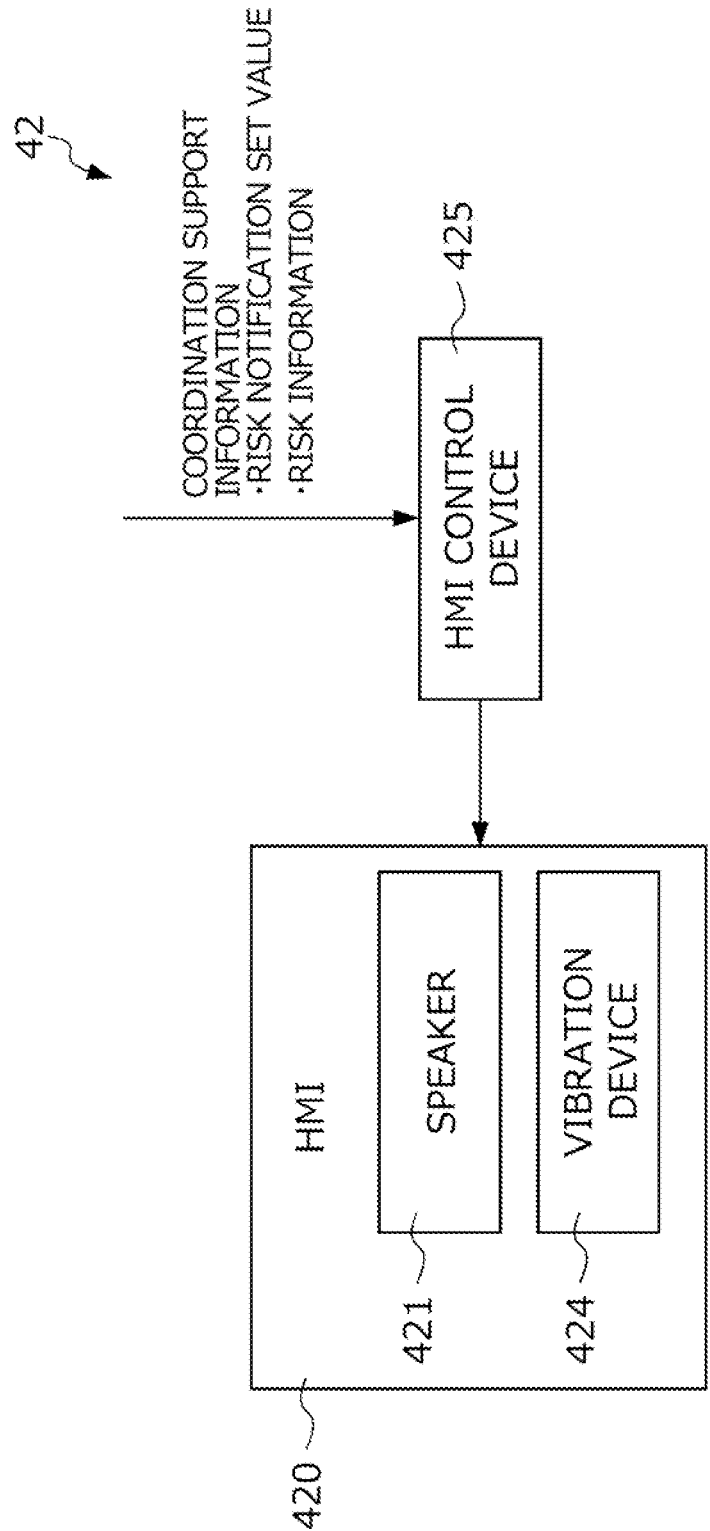 42
COORDINATION SUPPORT
INFORMATION
·RISK NOTIFICATION SET VALUE
·RISK INFORMATION
425
HMI CONTROL
DEVICE
HMI
SPEAKER
VIBRATION
DEVICE
421
424
420